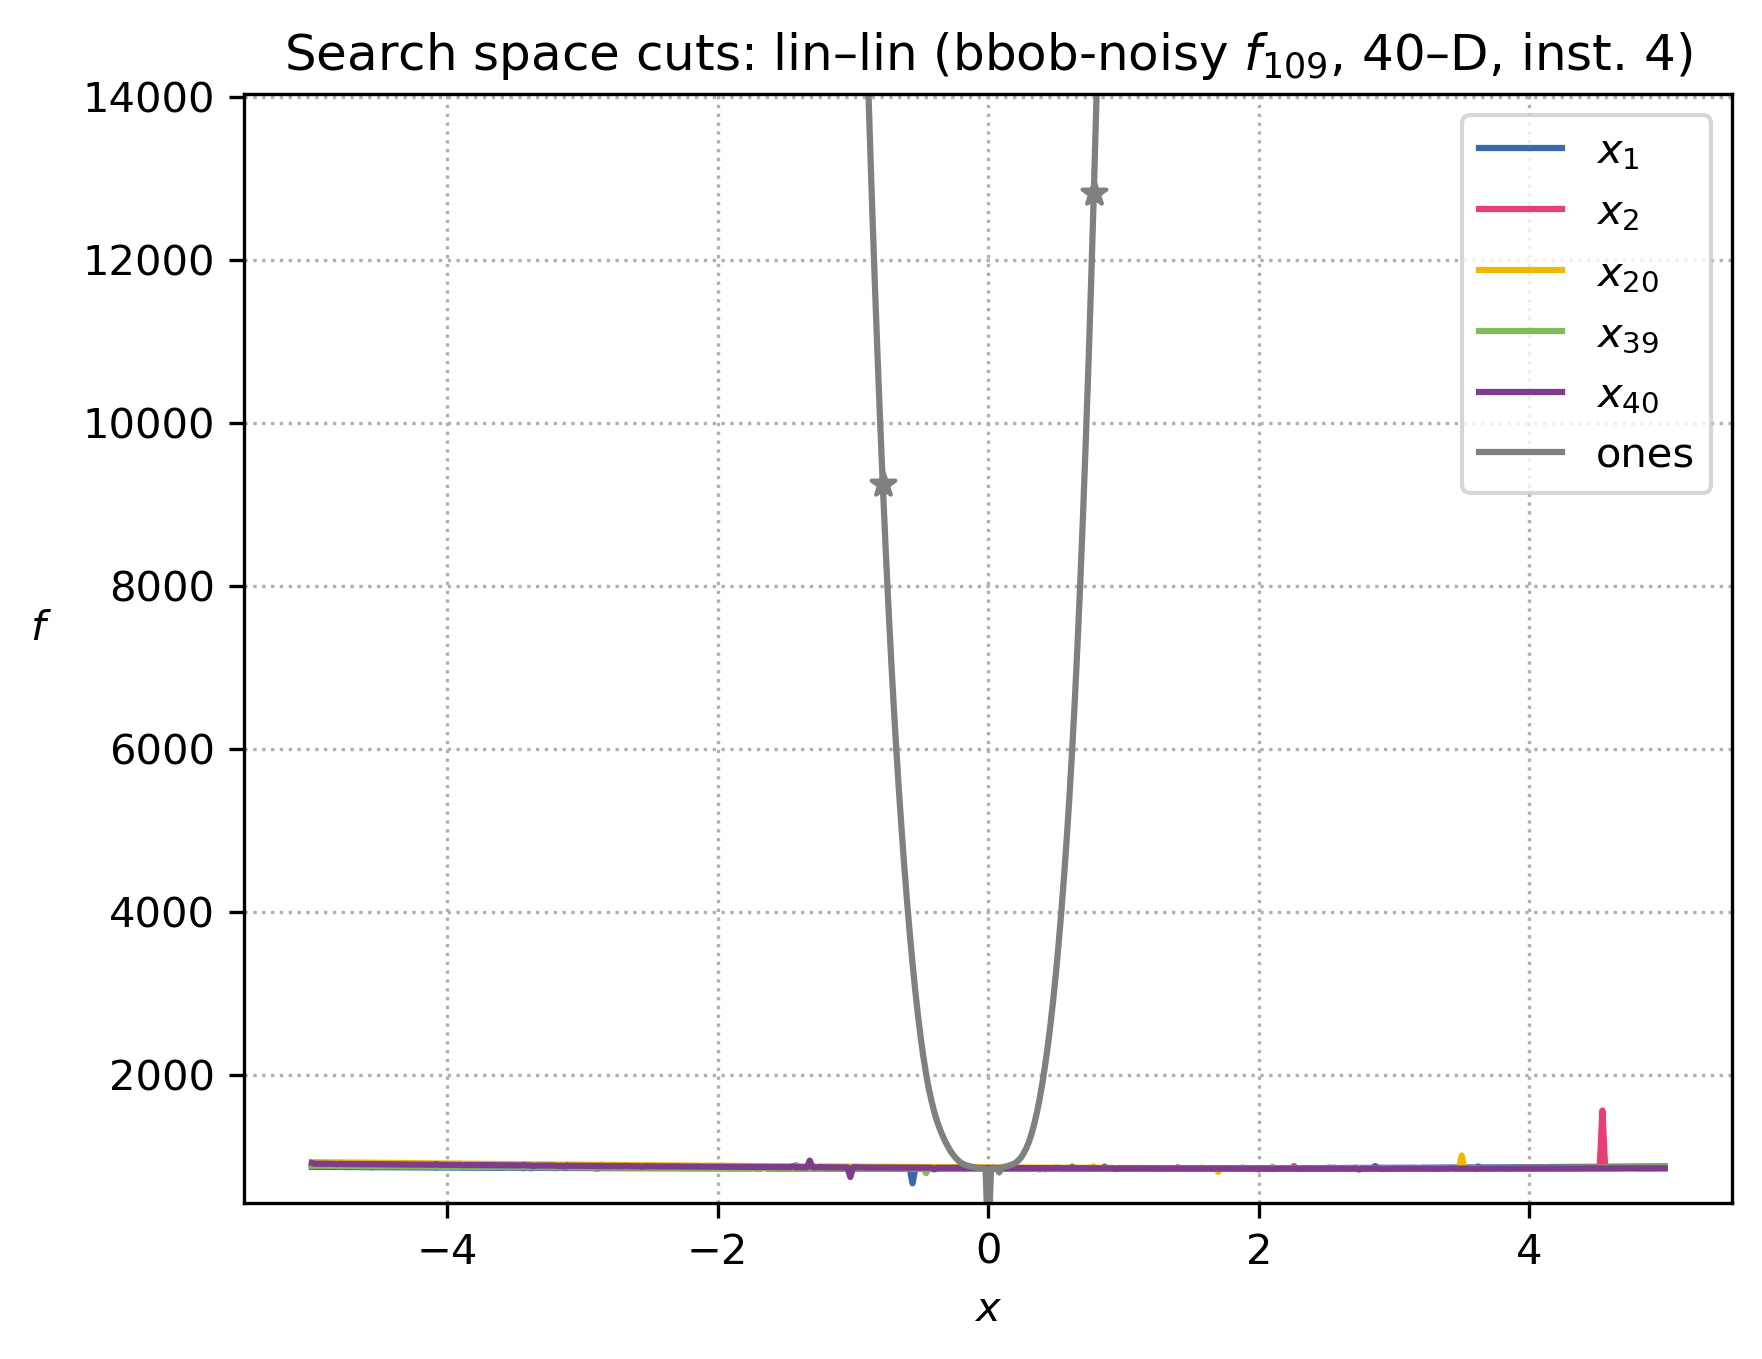 Search space cuts: lin–lin (bbob-noisy f109, 40–D, inst. 4)
14000
12000
10000
8000
6000
4000
2000
f
−4
−2
0
2
4
x
x1
x2
x20
x39
x40
ones